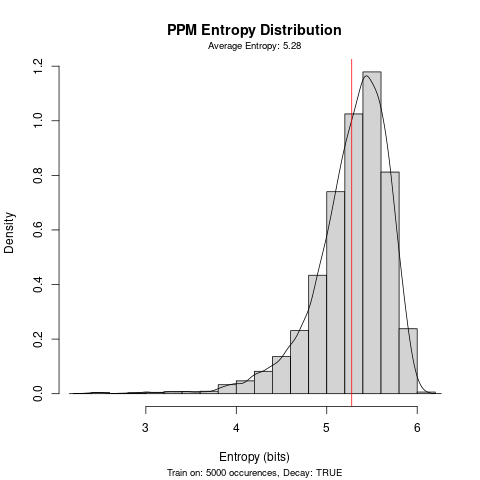 PPM Entropy Distribution
Average Entropy: 5.28
Density
1.2
1.0
0.8
0.6
0.4
0.2
0.0
3 4 5 6
Entropy (bits)
Train on: 5000 occurences, Decay: TRUE